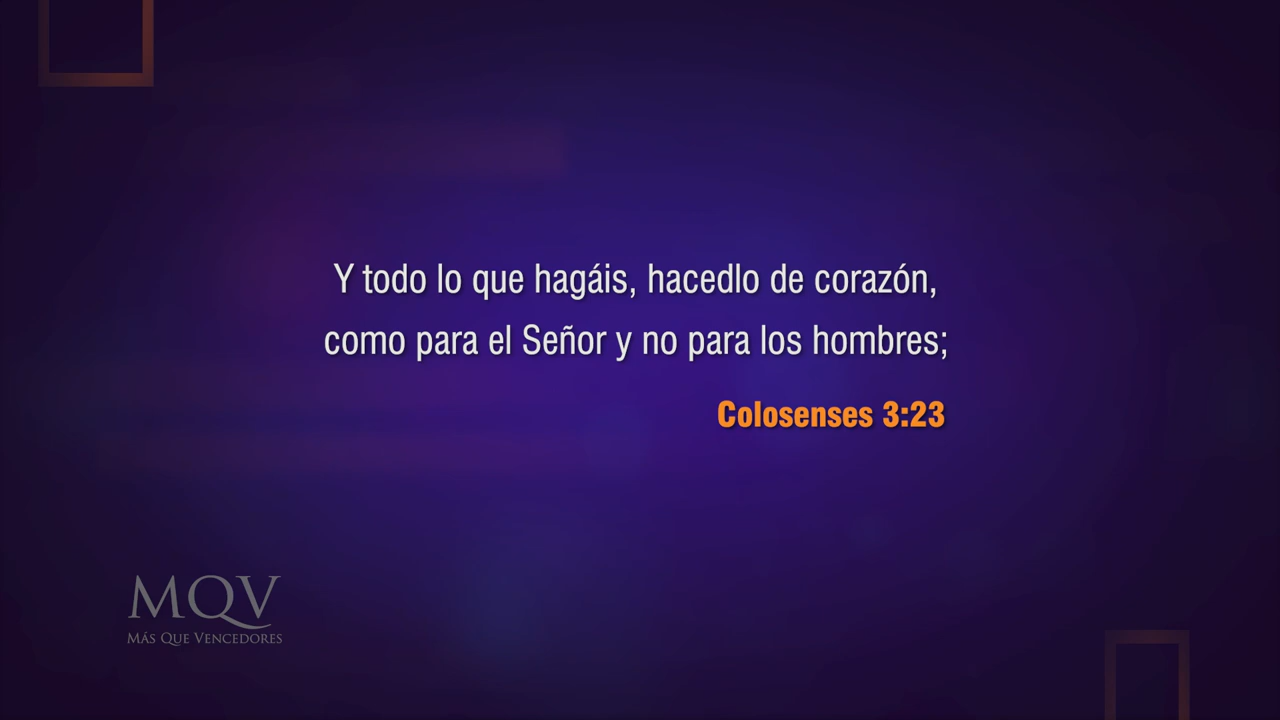 Y todo lo que hagáis, hacedlo de corazón,
como para el Señor y no para los hombres;
Colosenses 3:23
MQV
MÁS QUE VENCEDORES